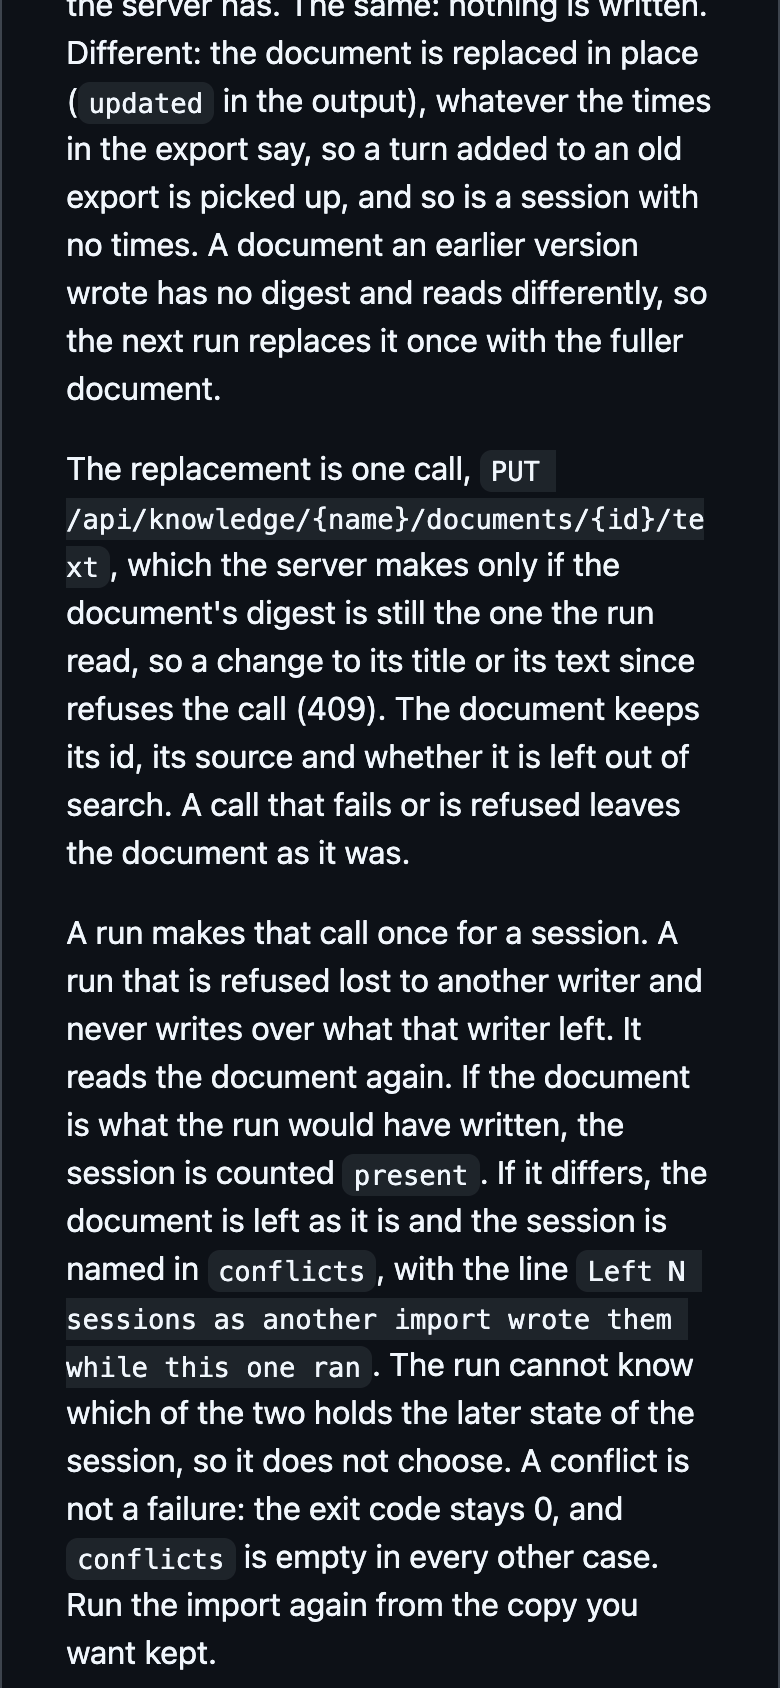 the server has. The same: nothing is written.
Different: the document is replaced in place
(updated in the output), whatever the times
in the export say, so a turn added to an old
export is picked up, and so is a session with
no times. A document an earlier version
wrote has no digest and reads differently, so
the next run replaces it once with the fuller
document.
The replacement is one call, PUT
/api/knowledge/{name}/documents/{id}/te
xt, which the server makes only if the
document's digest is still the one the run
read, so a change to its title or its text since
refuses the call (409). The document keeps
its id, its source and whether it is left out of
search. A call that fails or is refused leaves
the document as it was.
A run makes that call once for a session. A
run that is refused lost to another writer and
never writes over what that writer left. It
reads the document again. If the document
is what the run would have written, the
session is counted present. If it differs, the
document is left as it is and the session is
named in conflicts, with the line Left N
sessions as another import wrote them
while this one ran. The run cannot know
which of the two holds the later state of the
session, so it does not choose. A conflict is
not a failure: the exit code stays 0, and
conflicts is empty in every other case.
Run the import again from the copy you
want kept.